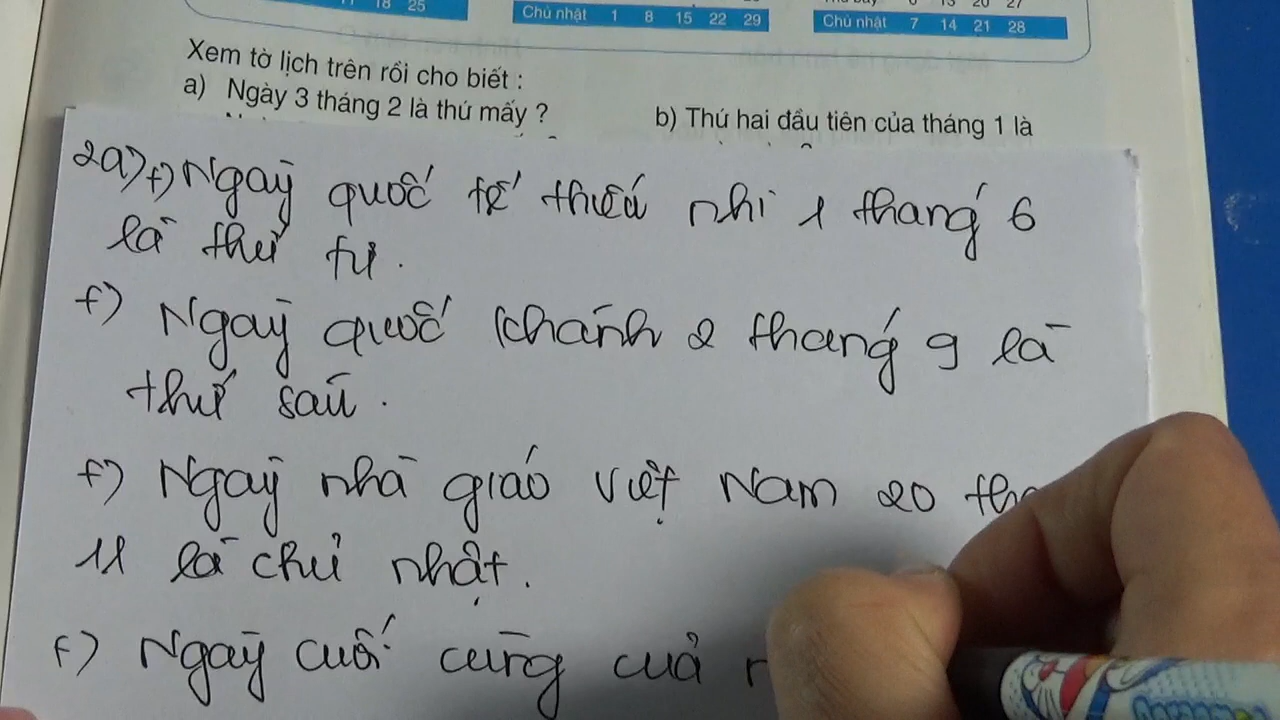 18 25
Chủ nhật 1 8 15 22 29
Chủ nhật 7 14 21 28
Xem tờ lịch trên rồi cho biết :
a) Ngày 3 tháng 2 là thứ mấy ?
b) Thứ hai đầu tiên của tháng 1 là
2a) +) Ngày quốc tế thiếu nhi 1 tháng 6
là thứ tư.
+) Ngày quốc khánh 2 tháng 9 là
thứ sáu.
+) Ngày nhà giáo Việt Nam 20
11 là chủ nhật.
+) Ngày cuối cùng của